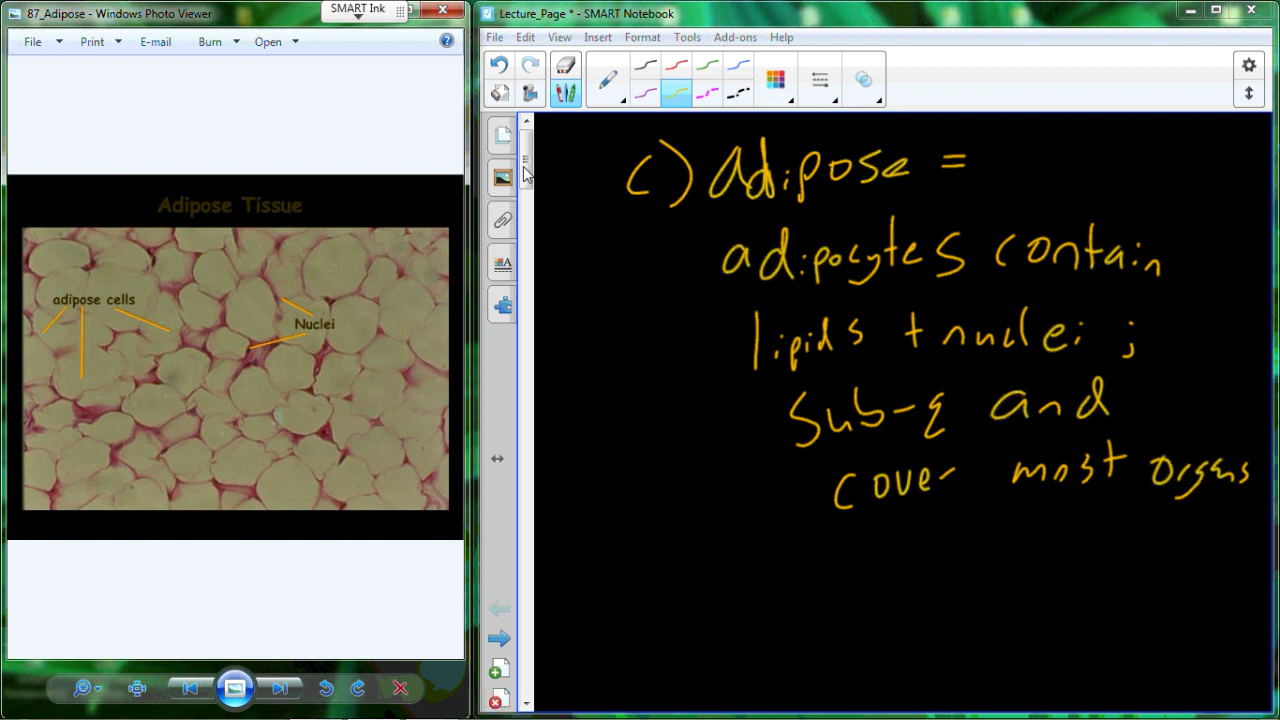 87_Adipose - Windows Photo Viewer
SMART Ink
File Print E-mail Burn Open
Adipose Tissue
adipose cells
Nuclei
Lecture_Page * - SMART Notebook
File Edit View Insert Format Tools Add-ons Help
c) Adipose =
adipocytes contain
lipids + nuclei ;
sub-q and
cover most organs